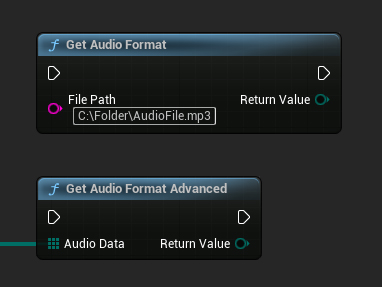 Get Audio Format
File Path
Return Value
C:\Folder\AudioFile.mp3
Get Audio Format Advanced
Audio Data
Return Value